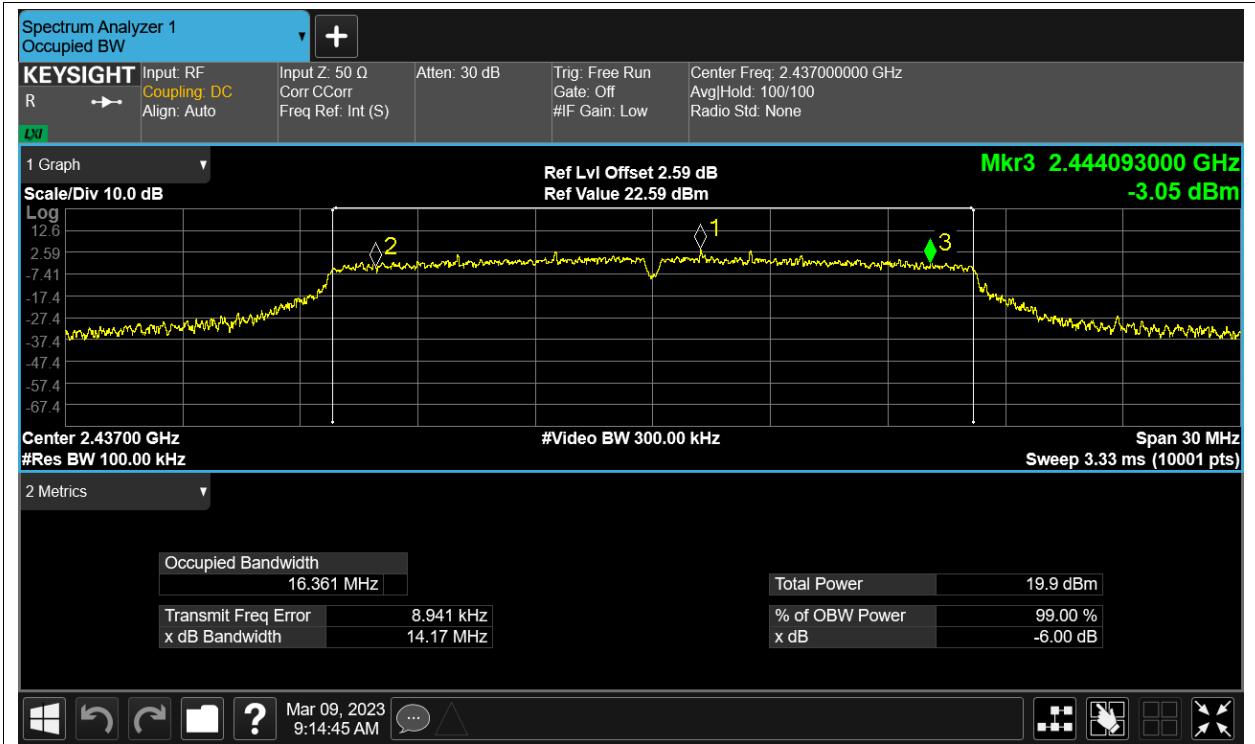 Spectrum Analyzer 1
Occupied BW
KEYSIGHT
R
LXI
Input: RF
Coupling: DC
Align: Auto
Input Z: 50 Ω
Corr CCorr
Freq Ref: Int (S)
Atten: 30 dB
Trig: Free Run
Gate: Off
#IF Gain: Low
Center Freq: 2.437000000 GHz
Avg|Hold: 100/100
Radio Std: None
1 Graph
Scale/Div 10.0 dB
Ref Lvl Offset 2.59 dB
Ref Value 22.59 dBm
Mkr3 2.444093000 GHz
-3.05 dBm
Log
12.6
2.59
-7.41
-17.4
-27.4
-37.4
-47.4
-57.4
-67.4
2
1
3
Center 2.43700 GHz
#Res BW 100.00 kHz
#Video BW 300.00 kHz
Span 30 MHz
Sweep 3.33 ms (10001 pts)
2 Metrics
Occupied Bandwidth
16.361 MHz
Transmit Freq Error 8.941 kHz
x dB Bandwidth 14.17 MHz
Total Power 19.9 dBm
% of OBW Power 99.00 %
x dB -6.00 dB
?
Mar 09, 2023
9:14:45 AM